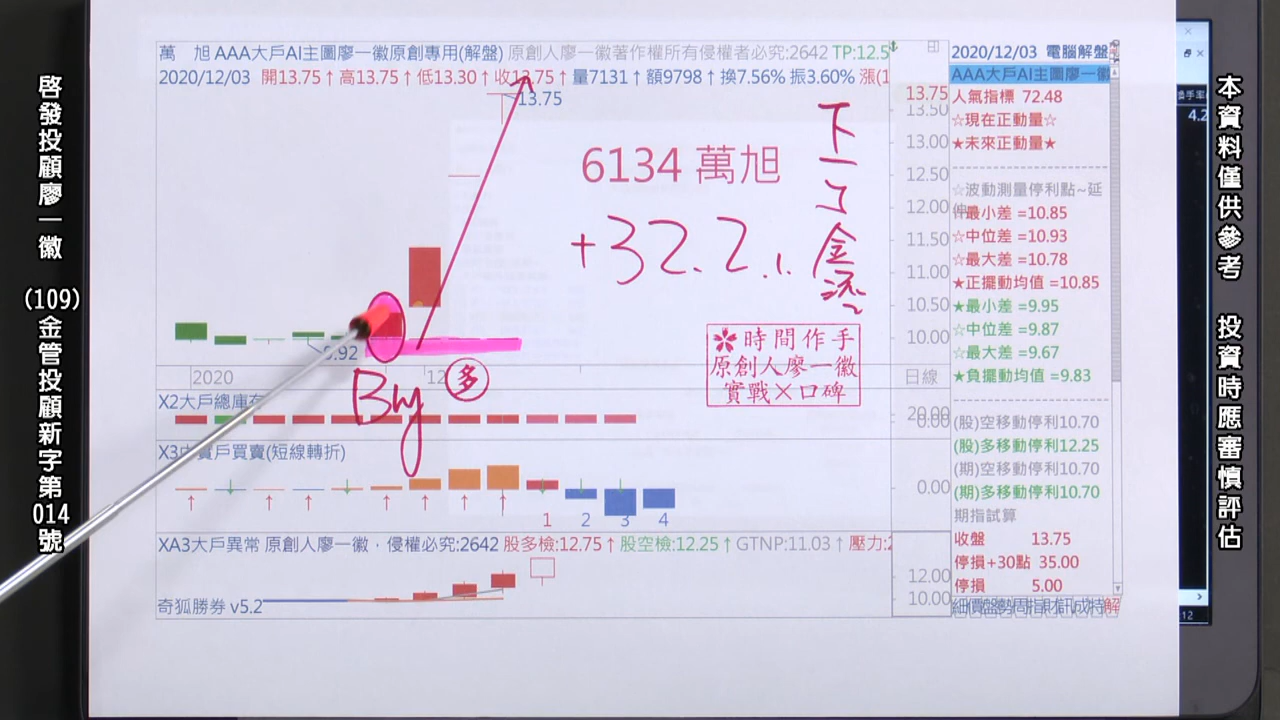 啓發投顧廖一徽 (109)金管投顧新字第014號
萬 旭 AAA大戶AI主圖廖一徽原創專用(解盤) 原創人廖一徽著作權所有侵權者必究:2642 TP:12.5
2020/12/03 開13.75↑高13.75↑低13.30↑收13.75↑量7131↑額9798↑換7.56%振3.60% 漲(1
13.75
6134 萬旭
+32.2
下一个金
By
多
9.92
✻時間作手
原創人廖一徽
實戰×口碑
2020
12
日線
13.75
13.50
13.00
12.50
12.00
11.50
11.00
10.50
10.00
X2大戶總庫存
20.00
0.00
買賣(短線轉折)
0.00
1 2 3 4
XA3大戶異常 原創人廖一徽,侵權必究:2642 股多檢:12.75↑股空檢:12.25↑GTNP:11.03↑壓力:2
12.00
10.00
奇狐勝券 v5.2
2020/12/03 電腦解盤
AAA大戶AI主圖廖一徽
人氣指標 72.48
☆現在正動量☆
★未來正動量★
☆波動測量停利點~延
最小差 =10.85
☆中位差 =10.93
☆最大差 =10.78
★正擺動均值 =10.85
★最小差 =9.95
☆中位差 =9.87
☆最大差 =9.67
★負擺動均值 =9.83
(股)空移動停利10.70
(股)多移動停利12.25
(期)空移動停利10.70
(期)多移動停利10.70
期指試算
收盤 13.75
停損+30點 35.00
停損 5.00
換手率
4.2
12
本資料僅供參考 投資時應審慎評估